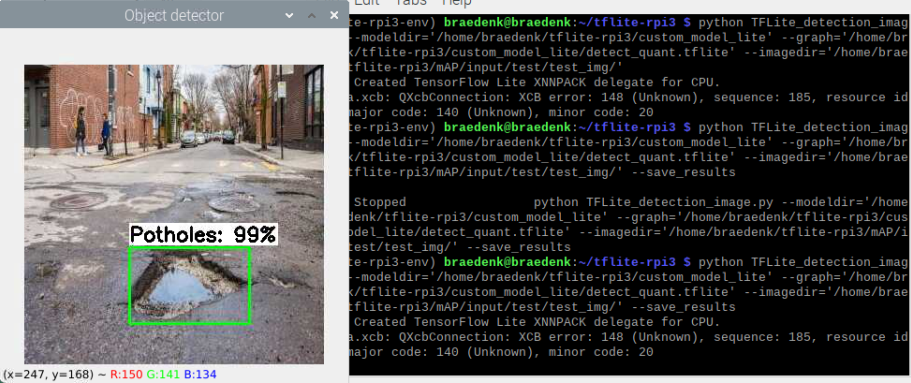 Object detector
Potholes: 99%
(x=247, y=168) ~ R:150 G:141 B:134
Edit Tabs Help
te-rpi3-env) braedenk@braedenk:~/tflite-rpi3 $ python TFLite_detection_imag
--modeldir='/home/braedenk/tflite-rpi3/custom_model_lite' --graph='/home/br
k/tflite-rpi3/custom_model_lite/detect_quant.tflite' --imagedir='/home/brae
tflite-rpi3/mAP/input/test/test_img/'
Created TensorFlow Lite XNNPACK delegate for CPU.
a.xcb: QXcbConnection: XCB error: 148 (Unknown), sequence: 185, resource id
major code: 140 (Unknown), minor code: 20
te-rpi3-env) braedenk@braedenk:~/tflite-rpi3 $ python TFLite_detection_imag
--modeldir='/home/braedenk/tflite-rpi3/custom_model_lite' --graph='/home/br
k/tflite-rpi3/custom_model_lite/detect_quant.tflite' --imagedir='/home/brae
tflite-rpi3/mAP/input/test/test_img/' --save_results
Stopped python TFLite_detection_image.py --modeldir='/home
denk/tflite-rpi3/custom_model_lite' --graph='/home/braedenk/tflite-rpi3/cus
odel_lite/detect_quant.tflite' --imagedir='/home/braedenk/tflite-rpi3/mAP/i
test/test_img/' --save_results
te-rpi3-env) braedenk@braedenk:~/tflite-rpi3 $ python TFLite_detection_imag
--modeldir='/home/braedenk/tflite-rpi3/custom_model_lite' --graph='/home/br
k/tflite-rpi3/custom_model_lite/detect_quant.tflite' --imagedir='/home/brae
tflite-rpi3/mAP/input/test/test_img/' --save_results
Created TensorFlow Lite XNNPACK delegate for CPU.
a.xcb: QXcbConnection: XCB error: 148 (Unknown), sequence: 185, resource id
major code: 140 (Unknown), minor code: 20